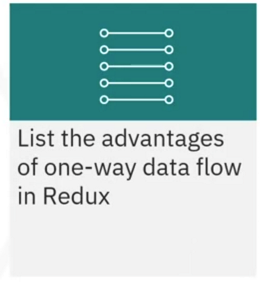 List the advantages
of one-way data flow
in Redux